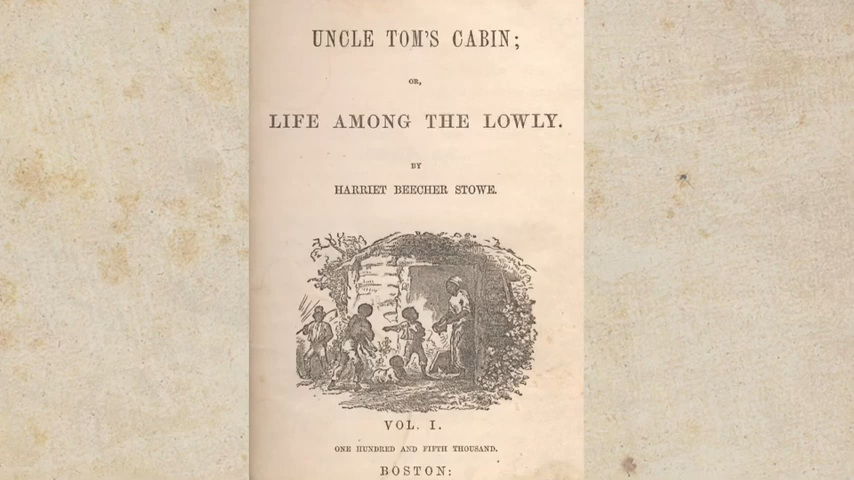 UNCLE TOM'S CABIN;
OR,
LIFE AMONG THE LOWLY.
BY
HARRIET BEECHER STOWE.
VOL. I.
ONE HUNDRED AND FIFTH THOUSAND.
BOSTON: